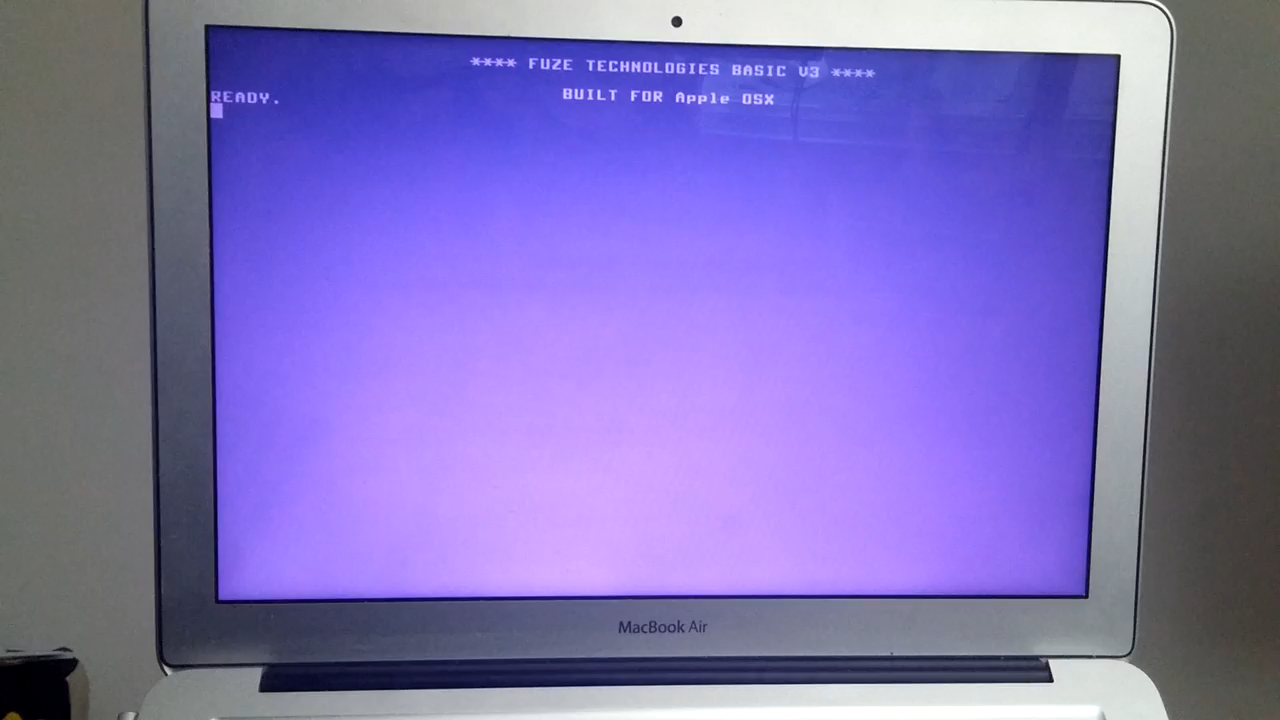 **** FUZE TECHNOLOGIES BASIC V3 ****
BUILT FOR Apple OSX
READY.
MacBook Air